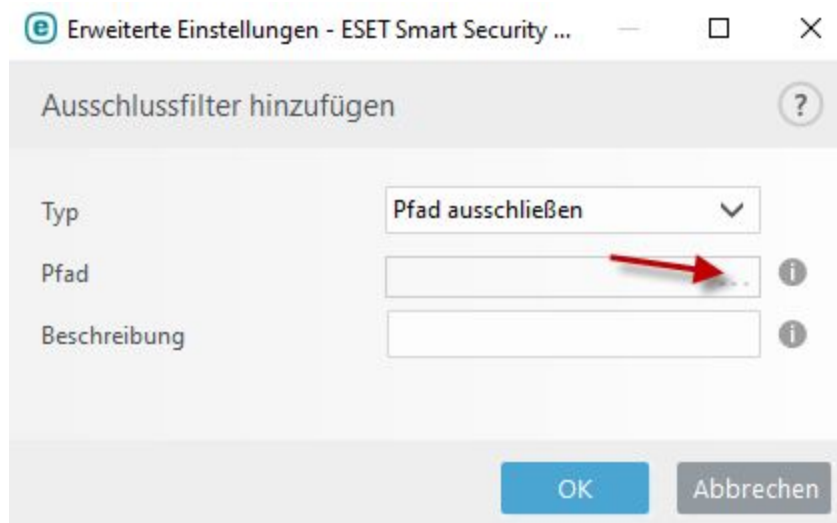 Erweiterte Einstellungen - ESET Smart Security ...
Ausschlussfilter hinzufügen
?
Typ
Pfad ausschließen
Pfad
...
Beschreibung
OK
Abbrechen